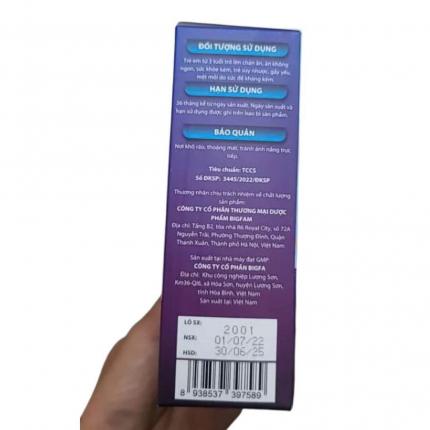 ĐỐI TƯỢNG SỬ DỤNG
Trẻ em từ 3 tuổi trở lên chán ăn, ăn không
ngon, sức khỏe kém, trẻ suy nhược, gầy yếu,
mệt mỏi do sức đề kháng kém.
HẠN SỬ DỤNG
36 tháng kể từ ngày sản xuất. Ngày sản xuất và
hạn sử dụng được ghi trên bao bì sản phẩm.
BẢO QUẢN
Nơi khô ráo, thoáng mát, tránh ánh nắng trực
tiếp.
Tiêu chuẩn: TCCS
Số ĐKSP: 3445/2022/ĐKSP
Thương nhân chịu trách nhiệm về chất lượng
sản phẩm:
CÔNG TY CỔ PHẦN THƯƠNG MẠI DƯỢC
PHẨM BIGFAM
Địa chỉ: Tầng B2, tòa nhà R6 Royal City, số 72A
Nguyễn Trãi, Phường Thượng Đình, Quận
Thanh Xuân, Thành phố Hà Nội, Việt Nam
Sản xuất tại nhà máy đạt GMP:
CÔNG TY CỔ PHẦN BIGFA
Địa chỉ: Khu công nghiệp Lương Sơn,
Km36-Ql6, xã Hòa Sơn, huyện Lương Sơn,
tỉnh Hòa Bình, Việt Nam
Sản xuất tại: Việt Nam
LÔ SX: 2001
NSX: 01/07/22
HSD: 30/06/25
8 938537 397589